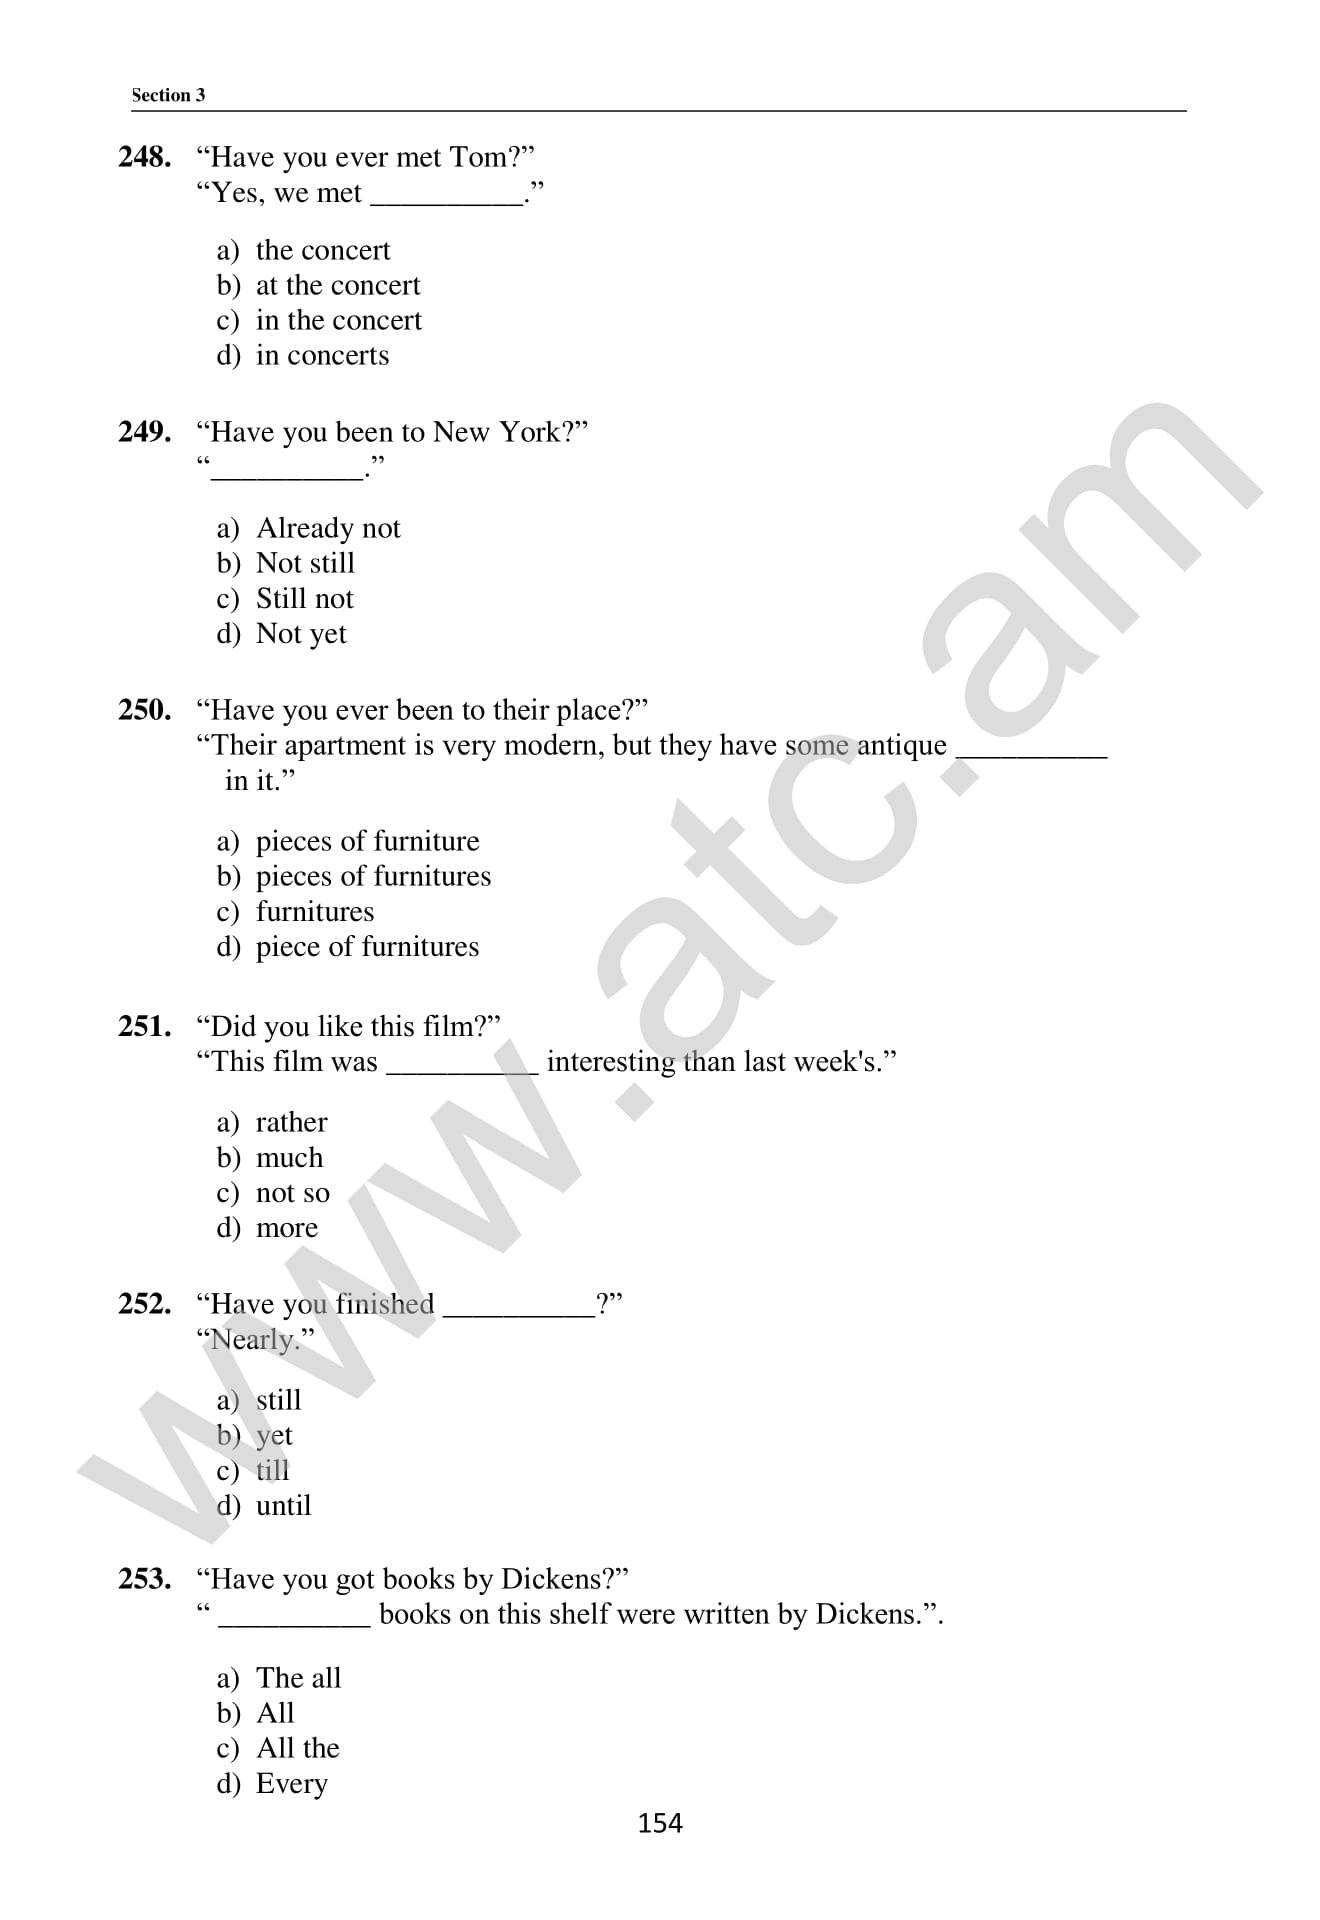 Section 3
248. “Have you ever met Tom?”
“Yes, we met __________.”
a) the concert
b) at the concert
c) in the concert
d) in concerts
249. “Have you been to New York?”
“__________.”
a) Already not
b) Not still
c) Still not
d) Not yet
250. “Have you ever been to their place?”
“Their apartment is very modern, but they have some antique __________
in it.”
a) pieces of furniture
b) pieces of furnitures
c) furnitures
d) piece of furnitures
251. “Did you like this film?”
“This film was __________ interesting than last week's.”
a) rather
b) much
c) not so
d) more
252. “Have you finished __________?”
“Nearly.”
a) still
b) yet
c) till
d) until
253. “Have you got books by Dickens?”
“ __________ books on this shelf were written by Dickens.”.
a) The all
b) All
c) All the
d) Every
154
www.atc.am